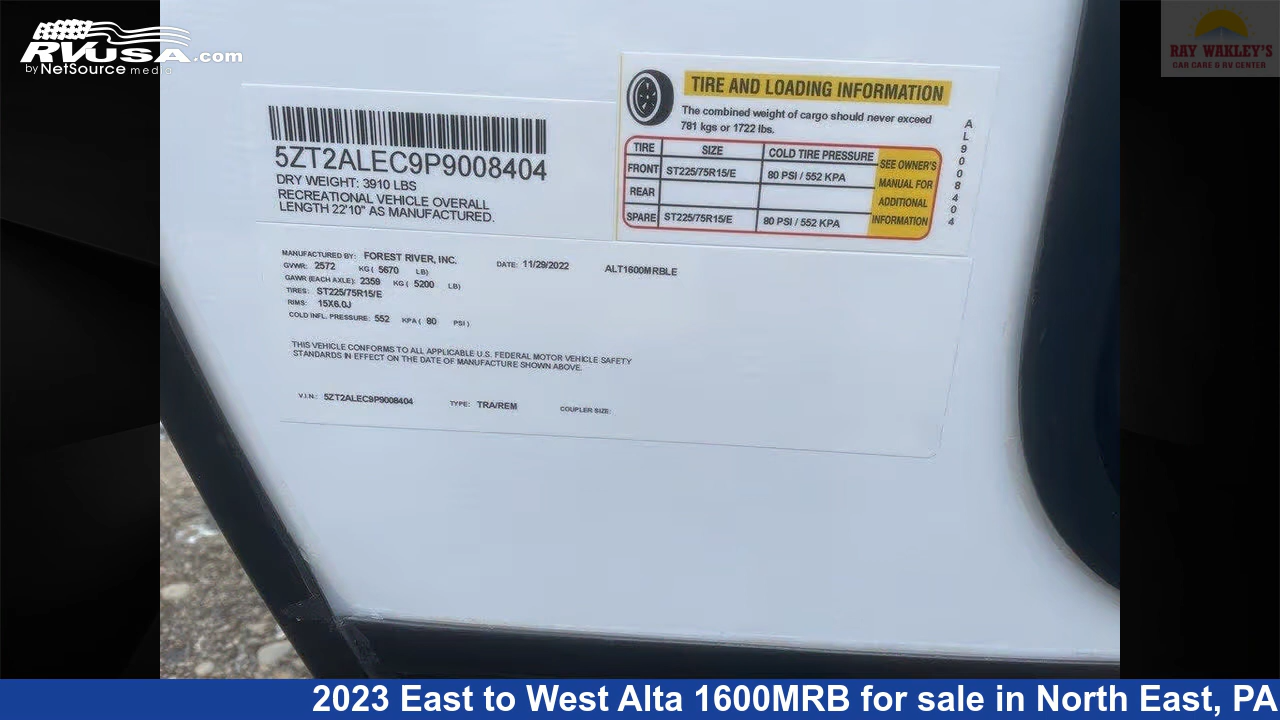 RVUSA.com
by NetSource media
RAY WAKLEY'S
CAR CARE & RV CENTER
5ZT2ALEC9P9008404
DRY WEIGHT: 3910 LBS
RECREATIONAL VEHICLE OVERALL
LENGTH 22'10" AS MANUFACTURED.
TIRE AND LOADING INFORMATION
The combined weight of cargo should never exceed
781 kgs or 1722 lbs.
TIRE SIZE COLD TIRE PRESSURE
FRONT ST225/75R15/E 80 PSI / 552 KPA
REAR
SPARE ST225/75R15/E 80 PSI / 552 KPA
SEE OWNER'S
MANUAL FOR
ADDITIONAL
INFORMATION
AL9008404
MANUFACTURED BY: FOREST RIVER, INC. DATE: 11/29/2022 ALT1600MRBLE
GVWR: 2572 KG ( 5670 LB)
GAWR (EACH AXLE): 2359 KG ( 5200 LB)
TIRES: ST225/75R15/E
RIMS: 15X6.0J
COLD INFL. PRESSURE: 552 KPA ( 80 PSI )
THIS VEHICLE CONFORMS TO ALL APPLICABLE U.S. FEDERAL MOTOR VEHICLE SAFETY
STANDARDS IN EFFECT ON THE DATE OF MANUFACTURE SHOWN ABOVE.
V.I.N.: 5ZT2ALEC9P9008404 TYPE: TRA/REM COUPLER SIZE:
2023 East to West Alta 1600MRB for sale in North East, PA